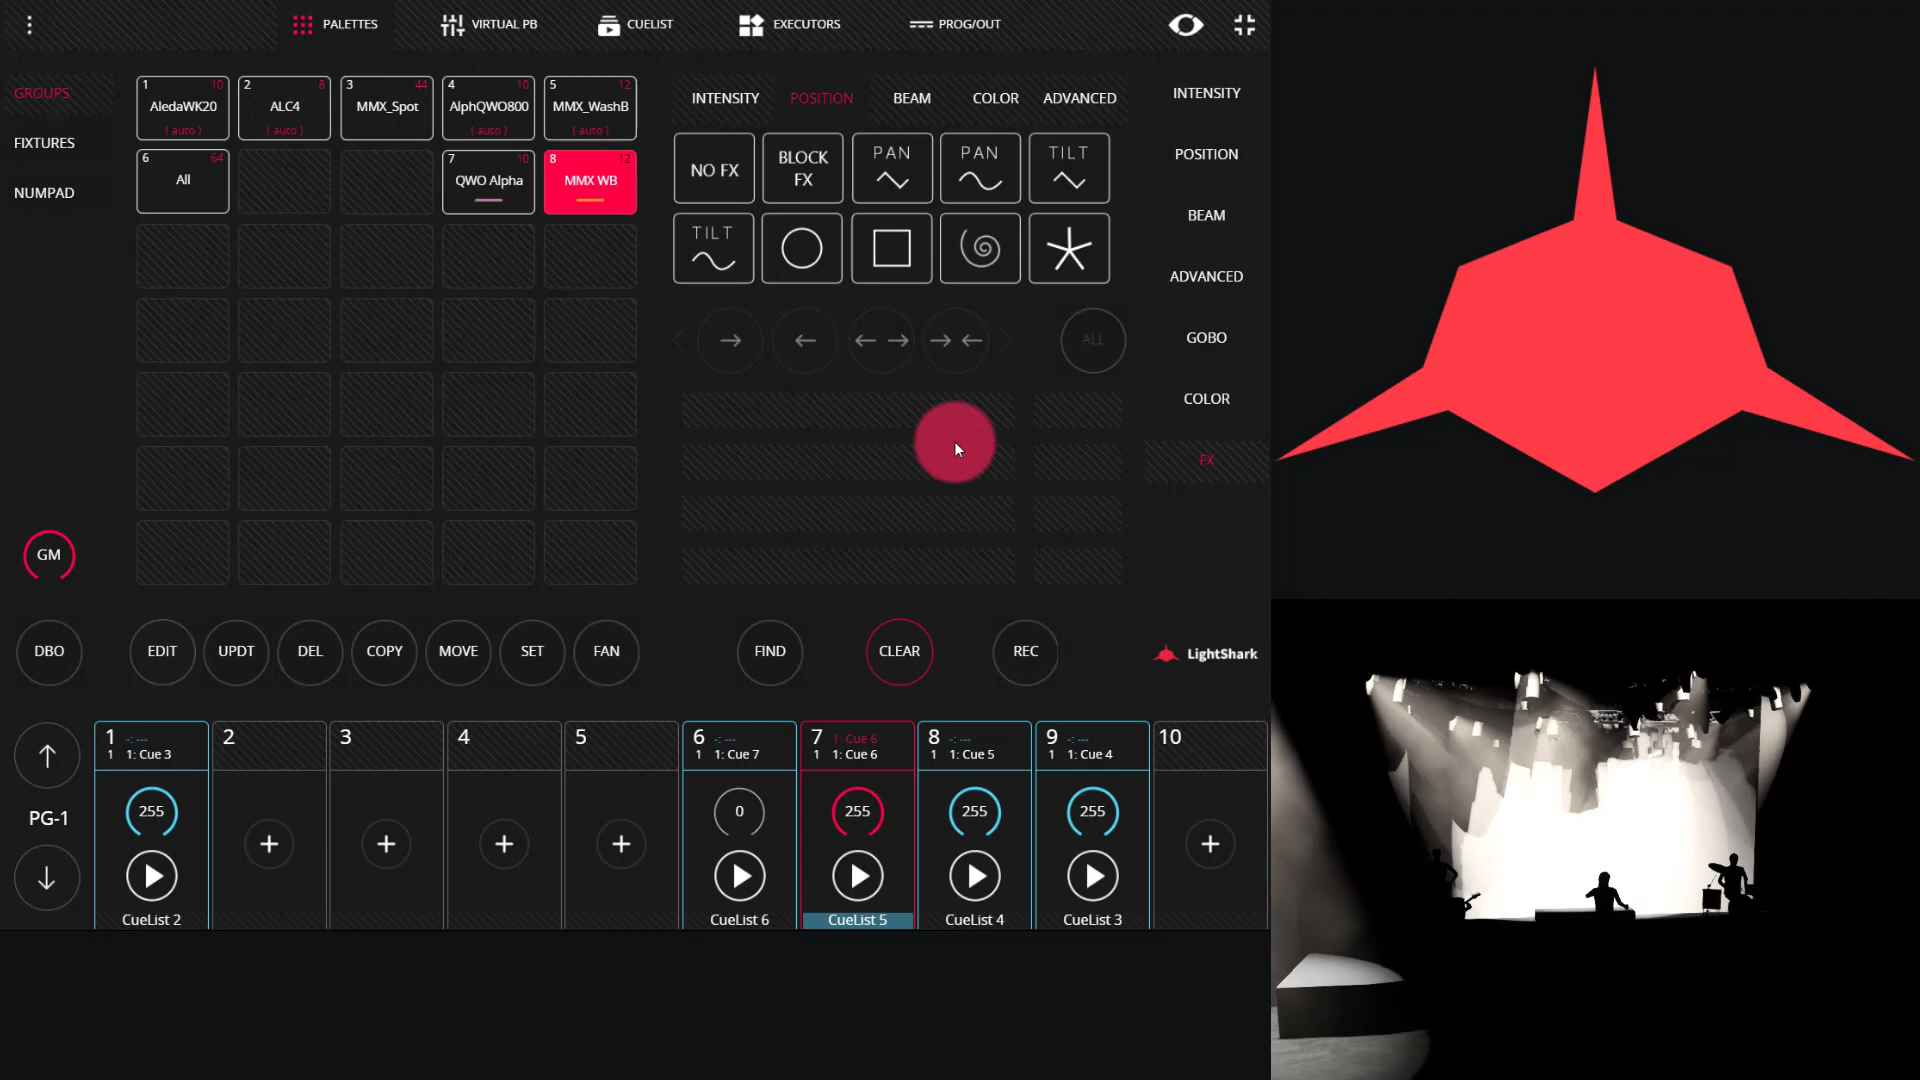 PALETTES
VIRTUAL PB
CUELIST
EXECUTORS
PROG/OUT
GROUPS
FIXTURES
NUMPAD
1 10
AledaWK20
( auto )
2 8
ALC4
( auto )
3 44
MMX_Spot
4 10
AlphQWO800
( auto )
5 12
MMX_WashB
( auto )
6 64
All
7 10
QWO Alpha
8 12
MMX WB
INTENSITY POSITION BEAM COLOR ADVANCED
NO FX
BLOCK
FX
PAN
PAN
TILT
TILT
ALL
INTENSITY
POSITION
BEAM
ADVANCED
GOBO
COLOR
FX
GM
DBO
EDIT
UPDT
DEL
COPY
MOVE
SET
FAN
FIND
CLEAR
REC
LightShark
PG-1
1 -: ---
1 1: Cue 3
255
CueList 2
2
3
4
5
6 -: ---
1 1: Cue 7
0
CueList 6
7 1: Cue 6
1 1: Cue 6
255
CueList 5
8 -: ---
1 1: Cue 5
255
CueList 4
9 -: ---
1 1: Cue 4
255
CueList 3
10